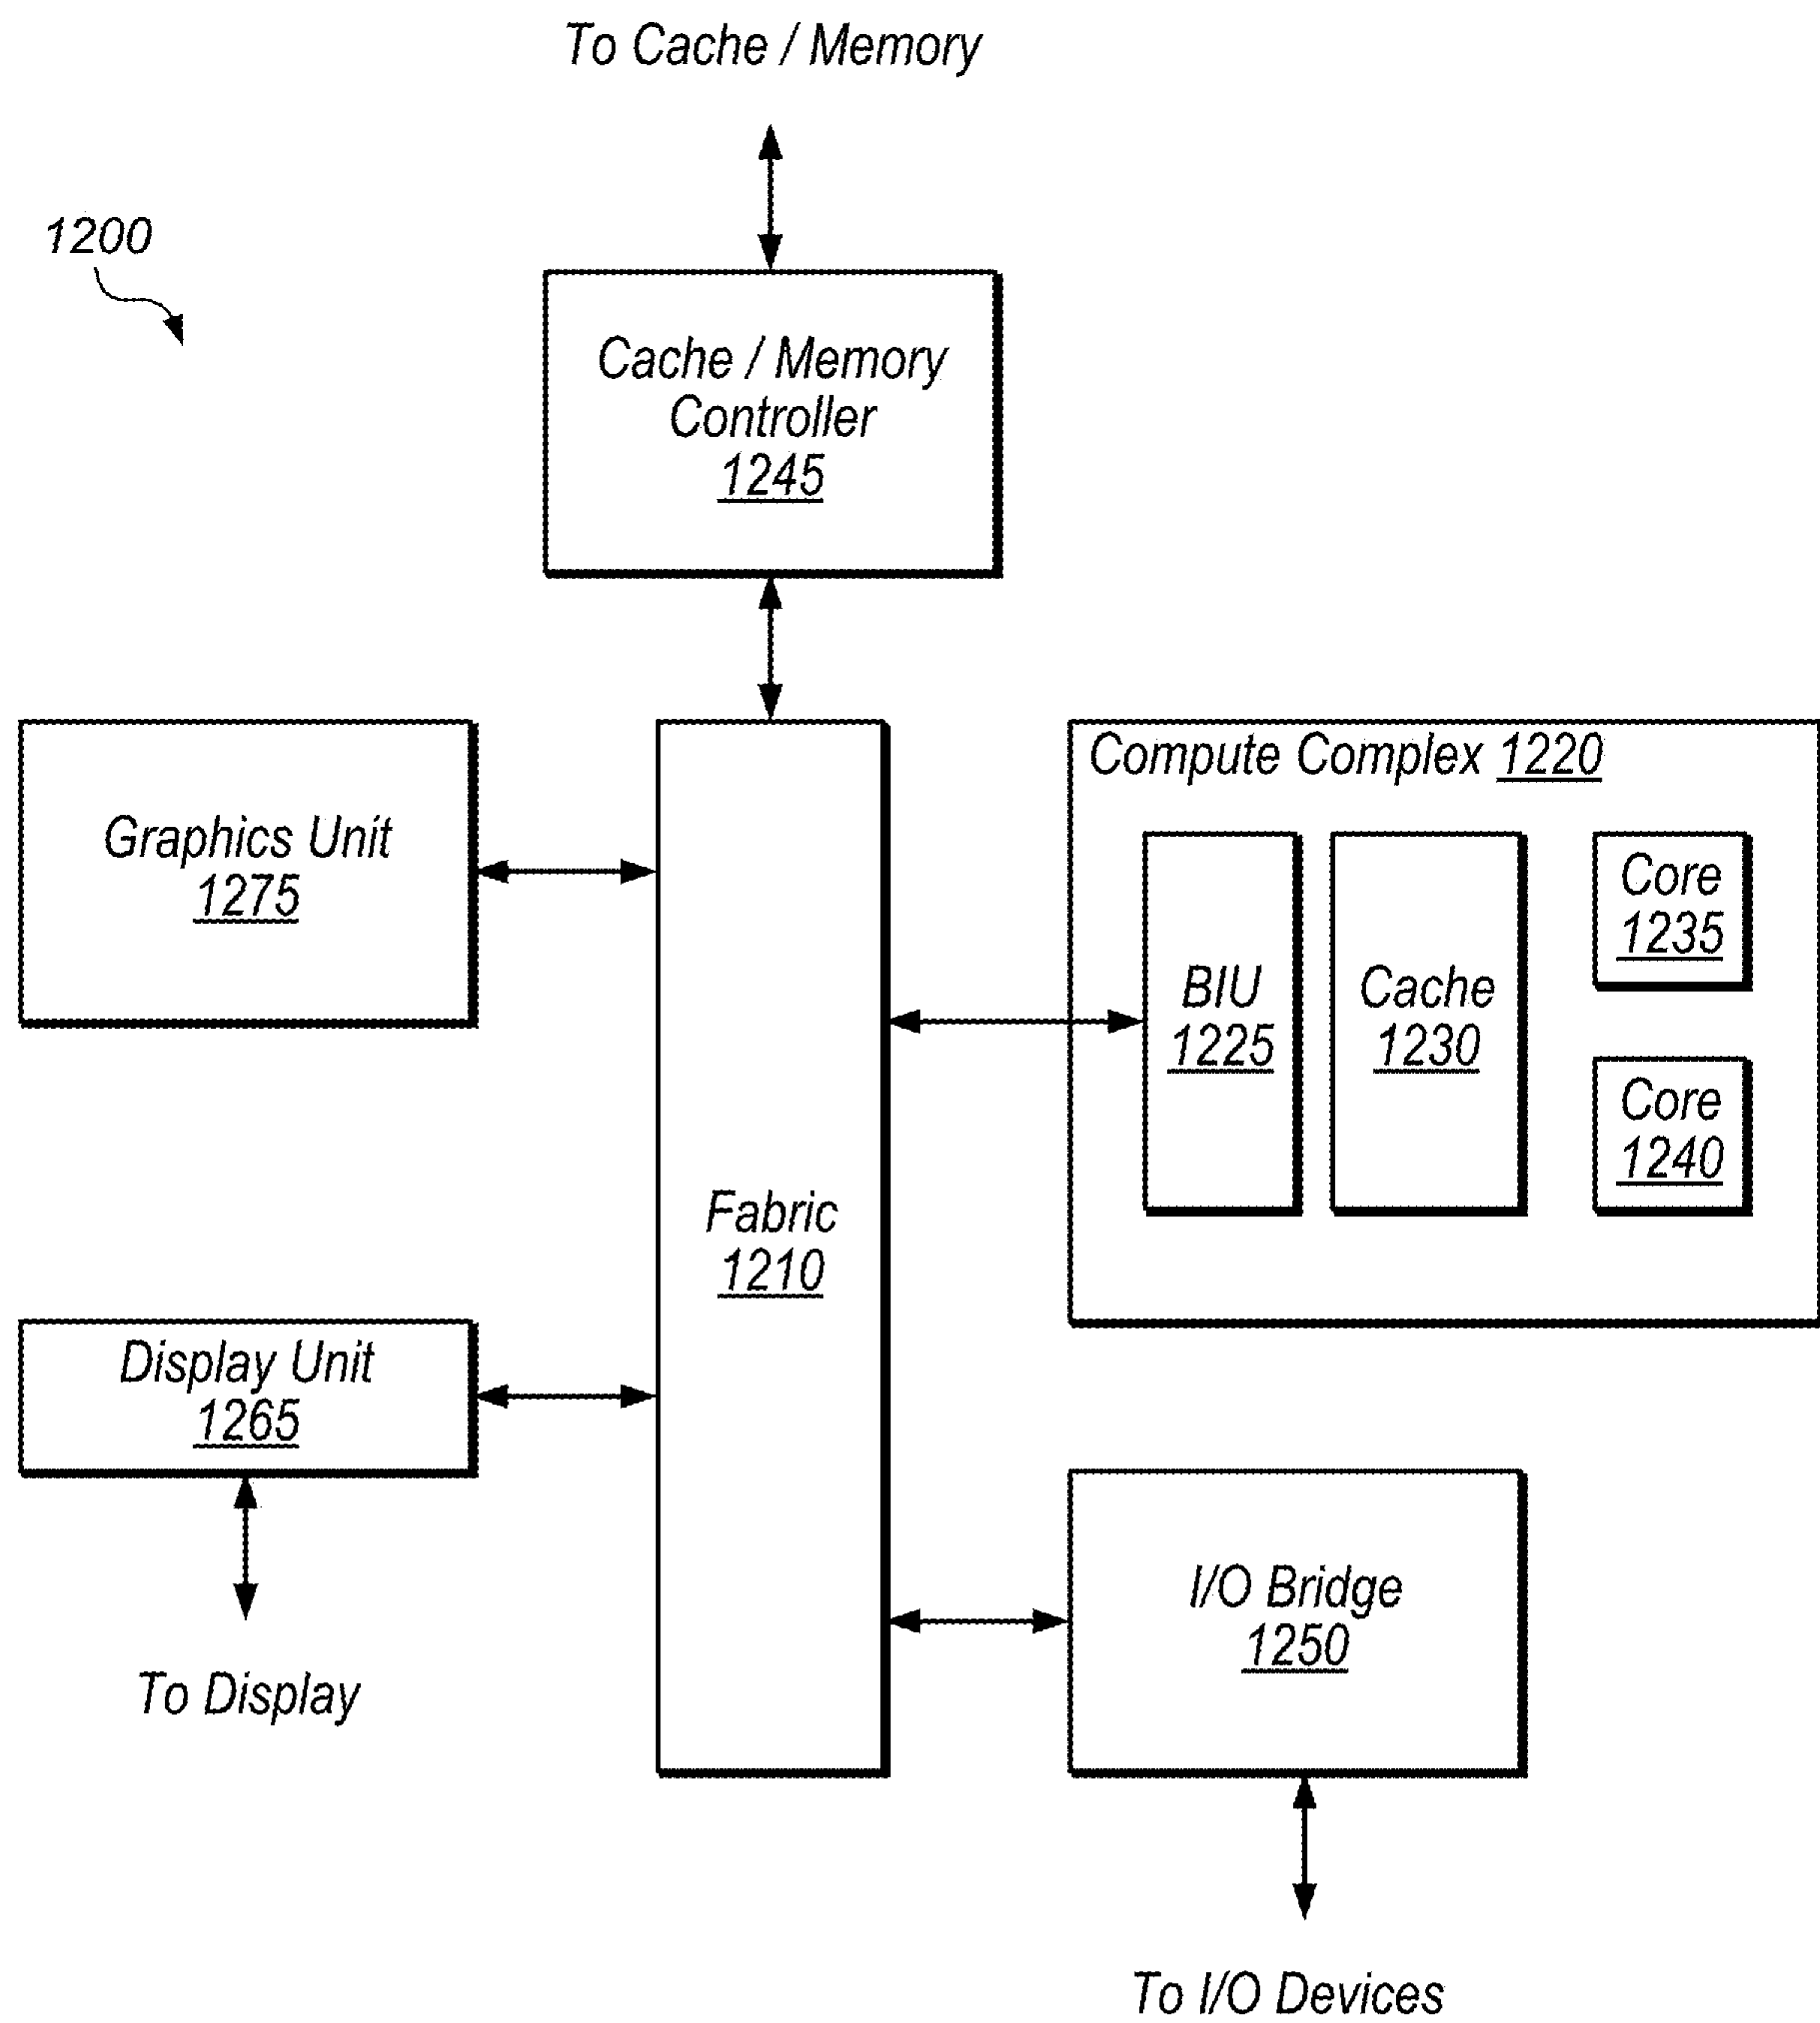 To Cache / Memory
1200
Cache / Memory
Controller
1245
Graphics Unit
1275
Fabric
1210
Compute Complex 1220
BIU
1225
Cache
1230
Core
1235
Core
1240
Display Unit
1265
To Display
I/O Bridge
1250
To I/O Devices